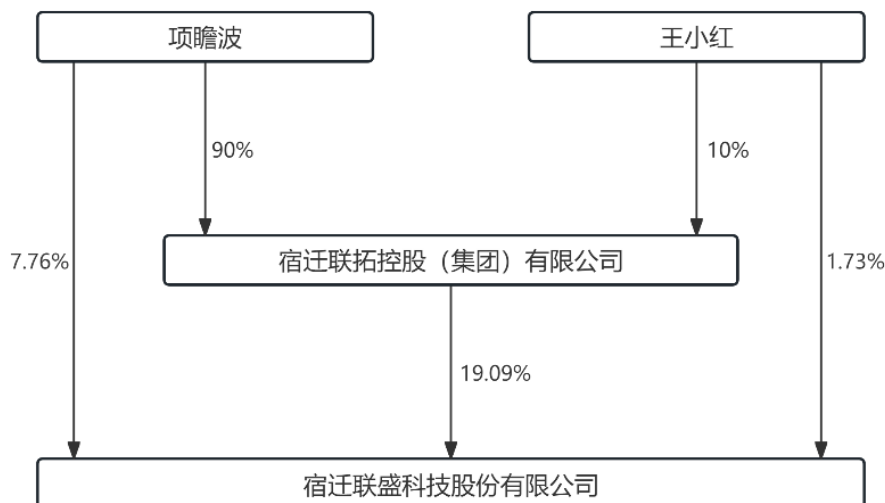 项瞻波
王小红
90%
10%
7.76%
宿迁联拓控股（集团）有限公司
1.73%
19.09%
宿迁联盛科技股份有限公司